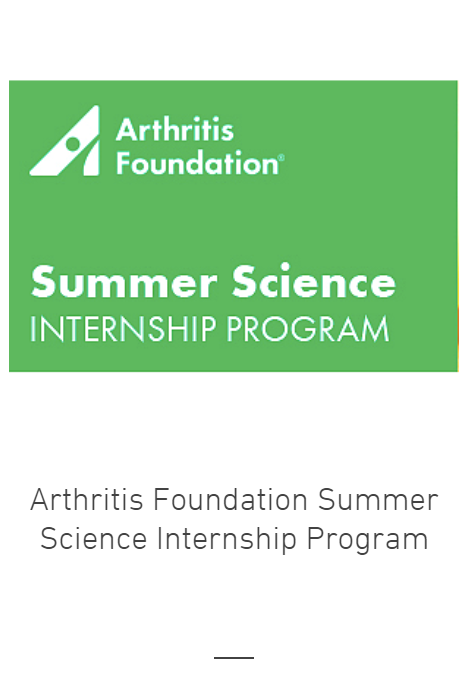 Arthritis
Foundation®
Summer Science
INTERNSHIP PROGRAM
Arthritis Foundation Summer
Science Internship Program